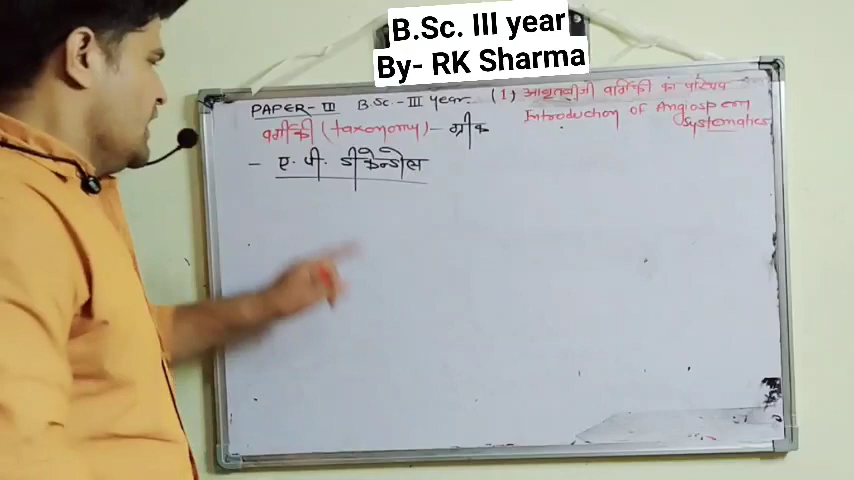 B.Sc. III year
By- RK Sharma
PAPER-III B.Sc.-III Year. (1) आवृतबीजी वर्गिकी का परिचय
Introduction of Angiosperm Systematics
वर्गिकी (taxonomy) - ग्रीक
- ए. पी. डीकेन्डोल